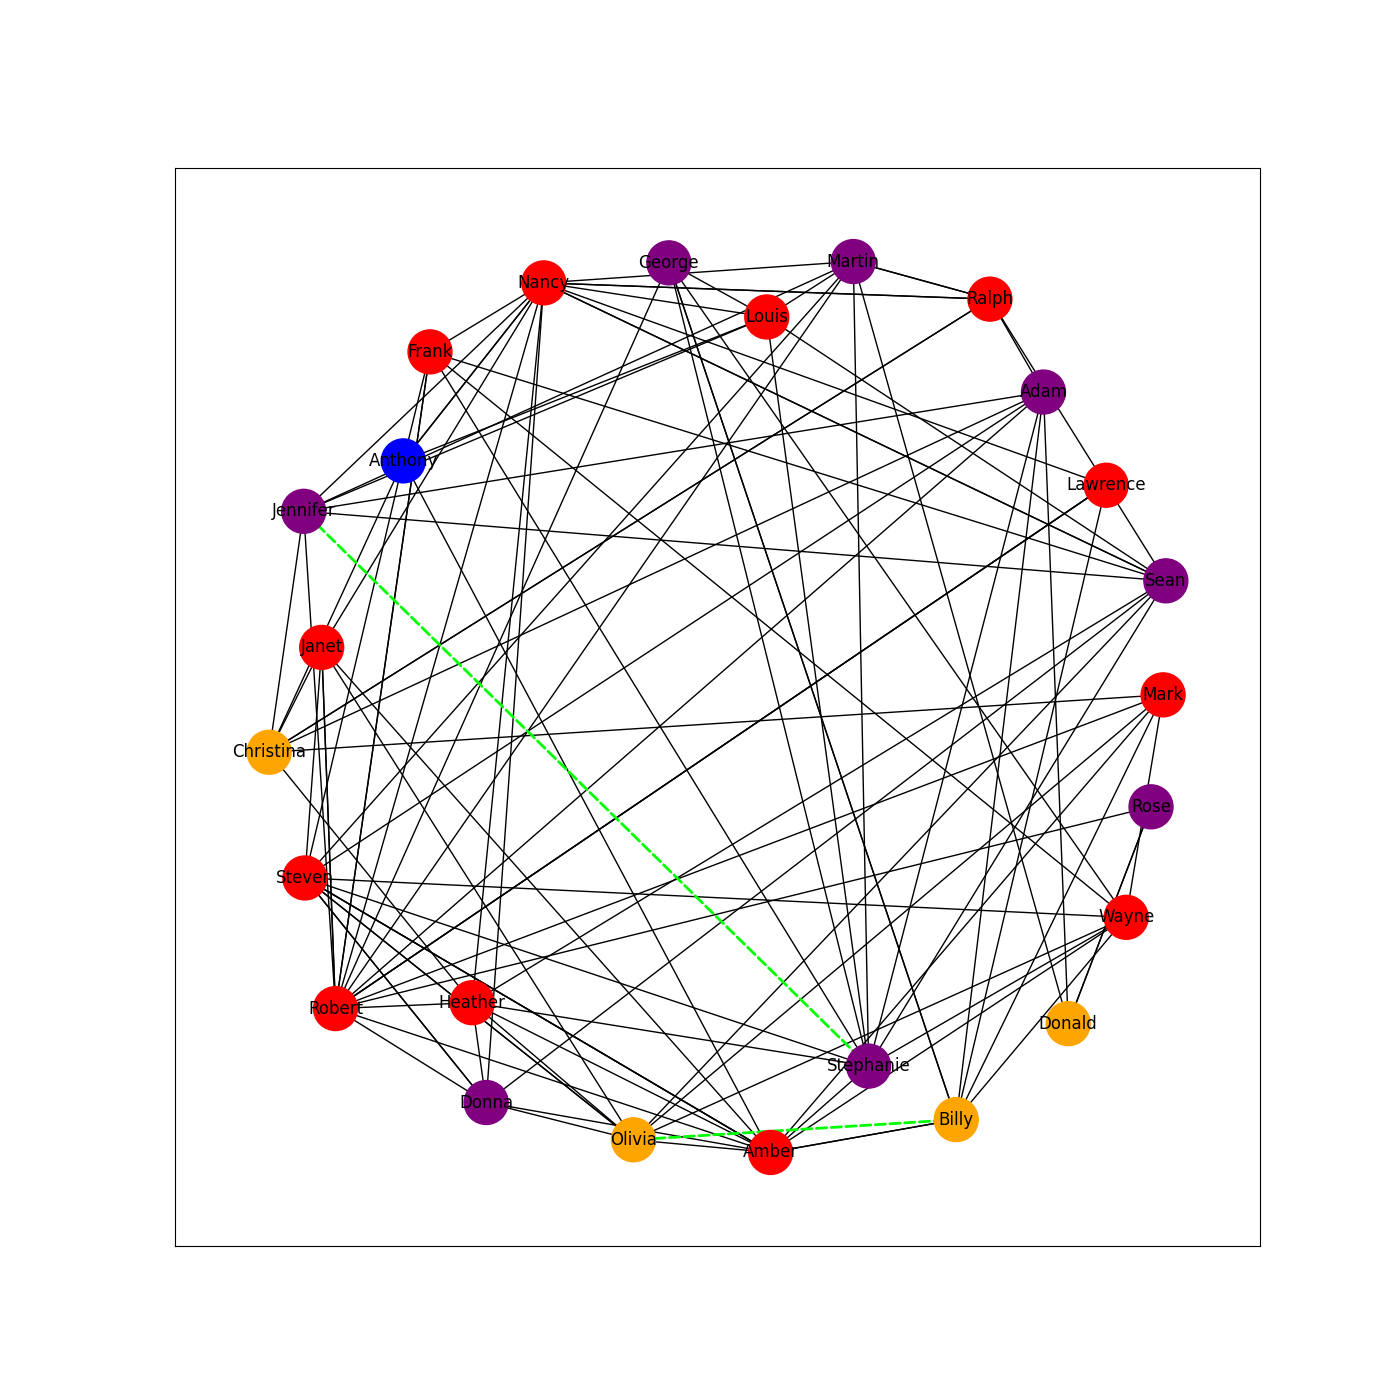 George
Martin
Nancy
Ralph
Louis
Frank
Adam
Anthony
Lawrence
Jennifer
Sean
Janet
Mark
Christina
Rose
Steven
Wayne
Heather
Robert
Donald
Stephanie
Donna
Billy
Olivia
Amber